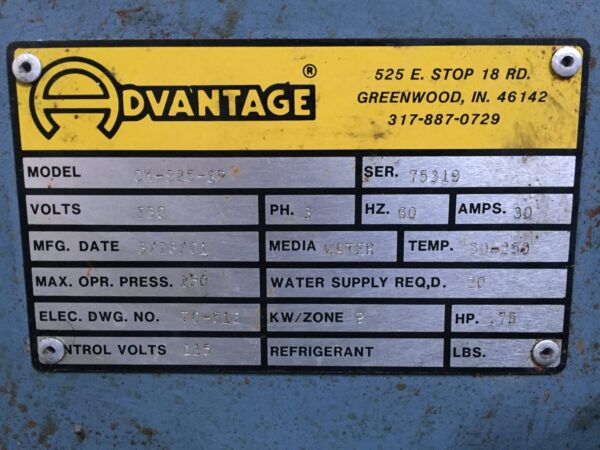 ADVANTAGE ®
525 E. STOP 18 RD.
GREENWOOD, IN. 46142
317-887-0729
MODEL SER. 75319
VOLTS PH. 3 HZ. 60 AMPS. 30
MFG. DATE MEDIA WATER TEMP.
MAX. OPR. PRESS. 150 WATER SUPPLY REQ,D. 20
ELEC. DWG. NO. KW/ZONE 9 HP. .75
NTROL VOLTS 115 REFRIGERANT LBS.